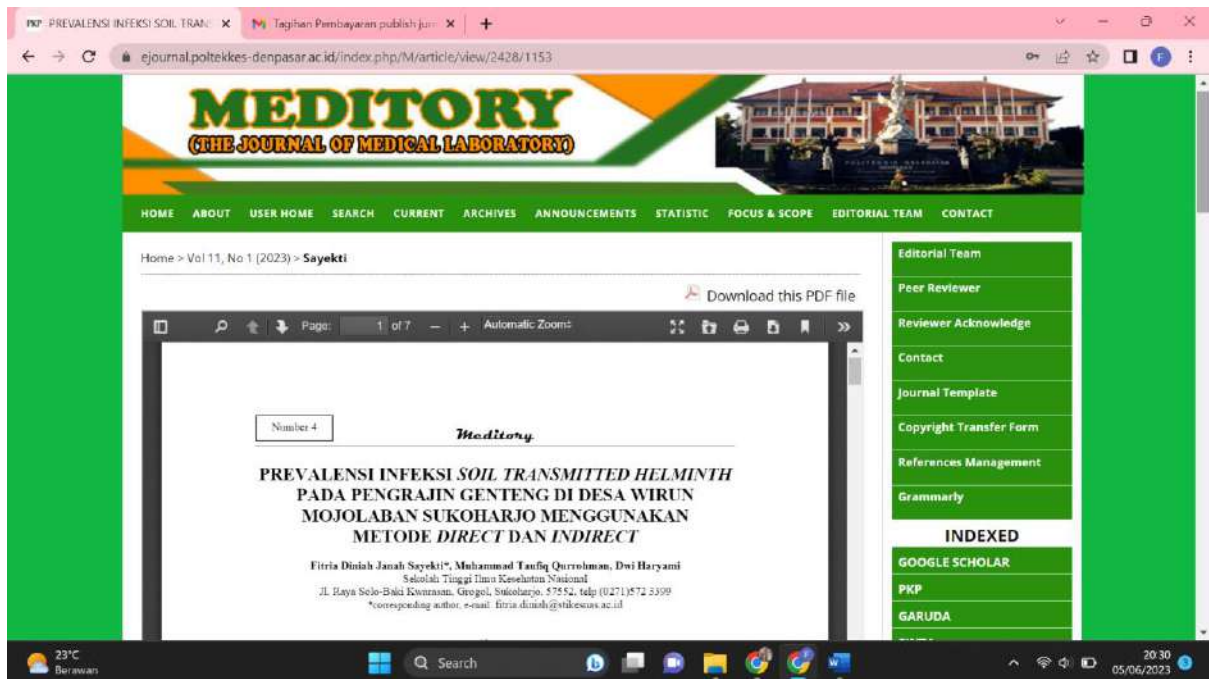 PREVALENSI INFEKSI SOIL TRANS
Tagihan Pembayaran publish jurn
ejournal.poltekkes-denpasar.ac.id/index.php/M/article/view/2428/1153
F
MEDITORY
(THE JOURNAL OF MEDICAL LABORATORY)
HOME ABOUT USER HOME SEARCH CURRENT ARCHIVES ANNOUNCEMENTS STATISTIC FOCUS & SCOPE EDITORIAL TEAM CONTACT
Home > Vol 11, No 1 (2023) > Sayekti
Download this PDF file
Page: 1 of 7 Automatic Zoom
Number 4
Meditory
PREVALENSI INFEKSI SOIL TRANSMITTED HELMINTH
PADA PENGRAJIN GENTENG DI DESA WIRUN
MOJOLABAN SUKOHARJO MENGGUNAKAN
METODE DIRECT DAN INDIRECT
Fitria Diniah Janah Sayekti*, Muhammad Taufiq Qurrohman, Dwi Haryami
Sekolah Tinggi Ilmu Kesehatan Nasional
Jl. Raya Solo-Baki Kwarasan, Grogol, Sukoharjo, 57552, telp (0271)572 3399
*corresponding author, e-mail: fitria.diniah@stikesnas.ac.id
Editorial Team
Peer Reviewer
Reviewer Acknowledge
Contact
Journal Template
Copyright Transfer Form
References Management
Grammarly
INDEXED
GOOGLE SCHOLAR
PKP
GARUDA
23°C
Berawan
Search
20:30
05/06/2023